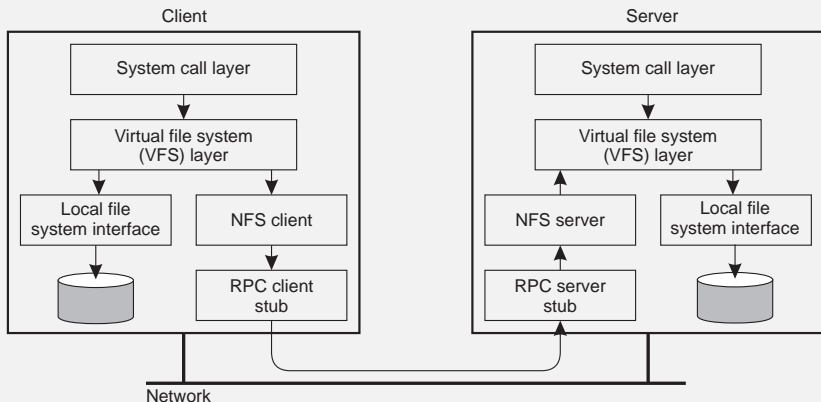 Client
System call layer
Virtual file system
(VFS) layer
Local file
system interface
NFS client
RPC client
stub
Server
System call layer
Virtual file system
(VFS) layer
NFS server
Local file
system interface
RPC server
stub
Network